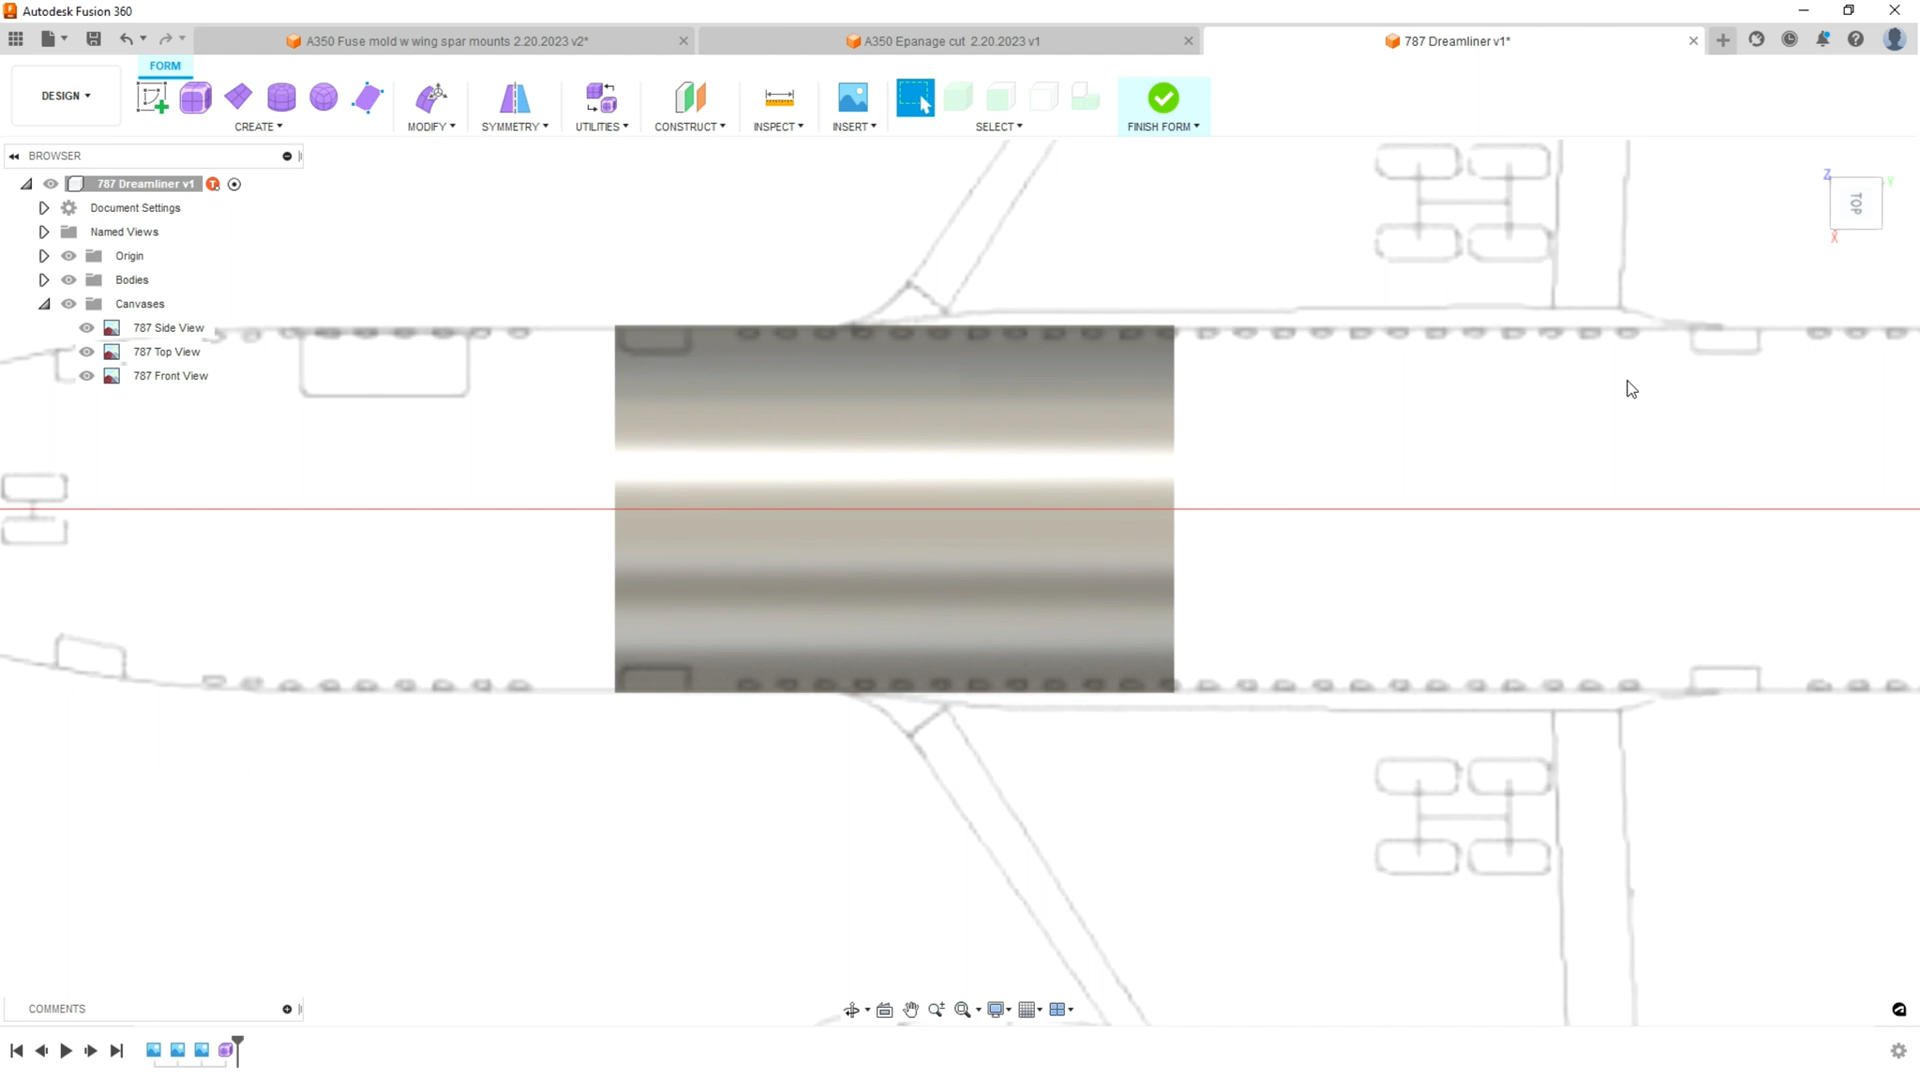 Autodesk Fusion 360
A350 Fuse mold w wing spar mounts 2.20.2023 v2*
A350 Epanage cut 2.20.2023 v1
787 Dreamliner v1*
FORM
DESIGN
CREATE
MODIFY
SYMMETRY
UTILITIES
CONSTRUCT
INSPECT
INSERT
SELECT
FINISH FORM
BROWSER
787 Dreamliner v1
Document Settings
Named Views
Origin
Bodies
Canvases
787 Side View
787 Top View
787 Front View
Z
Y
TOP
X
COMMENTS